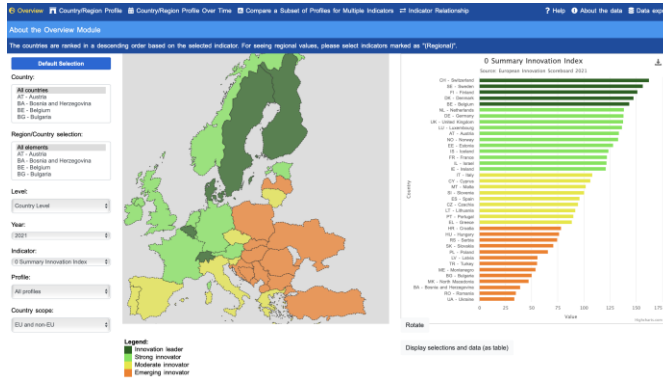 Overview
Country/Region Profile
Country/Region Profile Over Time
Compare a Subset of Profiles for Multiple Indicators
Indicator Relationship
? Help
About the data
Data exp
About the Overview Module
The countries are ranked in a descending order based on the selected indicator. For seeing regional values, please select indicators marked as "(Regional)".
Default Selection
Country:
All countries
AT - Austria
BA - Bosnia and Herzegovina
BE - Belgium
BG - Bulgaria
Region/Country selection:
All elements
AT - Austria
BA - Bosnia and Herzegovina
BE - Belgium
BG - Bulgaria
Level:
Country Level
Year:
2021
Indicator:
0 Summary Innovation Index
Profile:
All profiles
Country scope:
EU and non-EU
Legend:
Innovation leader
Strong innovator
Moderate innovator
Emerging innovator
0 Summary Innovation Index
Source: European Innovation Scoreboard 2021
Country
CH - Switzerland
SE - Sweden
FI - Finland
DK - Denmark
BE - Belgium
NL - Netherlands
DE - Germany
UK - United Kingdom
LU - Luxembourg
AT - Austria
NO - Norway
EE - Estonia
IS - Iceland
FR - France
IL - Israel
IE - Ireland
IT - Italy
CY - Cyprus
MT - Malta
SI - Slovenia
ES - Spain
CZ - Czechia
LT - Lithuania
PT - Portugal
EL - Greece
HR - Croatia
HU - Hungary
RS - Serbia
SK - Slovakia
PL - Poland
LV - Latvia
TR - Turkey
ME - Montenegro
BG - Bulgaria
MK - North Macedonia
BA - Bosnia and Herzegovina
RO - Romania
UA - Ukraine
0 25 50 75 100 125 150 175
Value
Highcharts.com
Rotate
Display selections and data (as table)